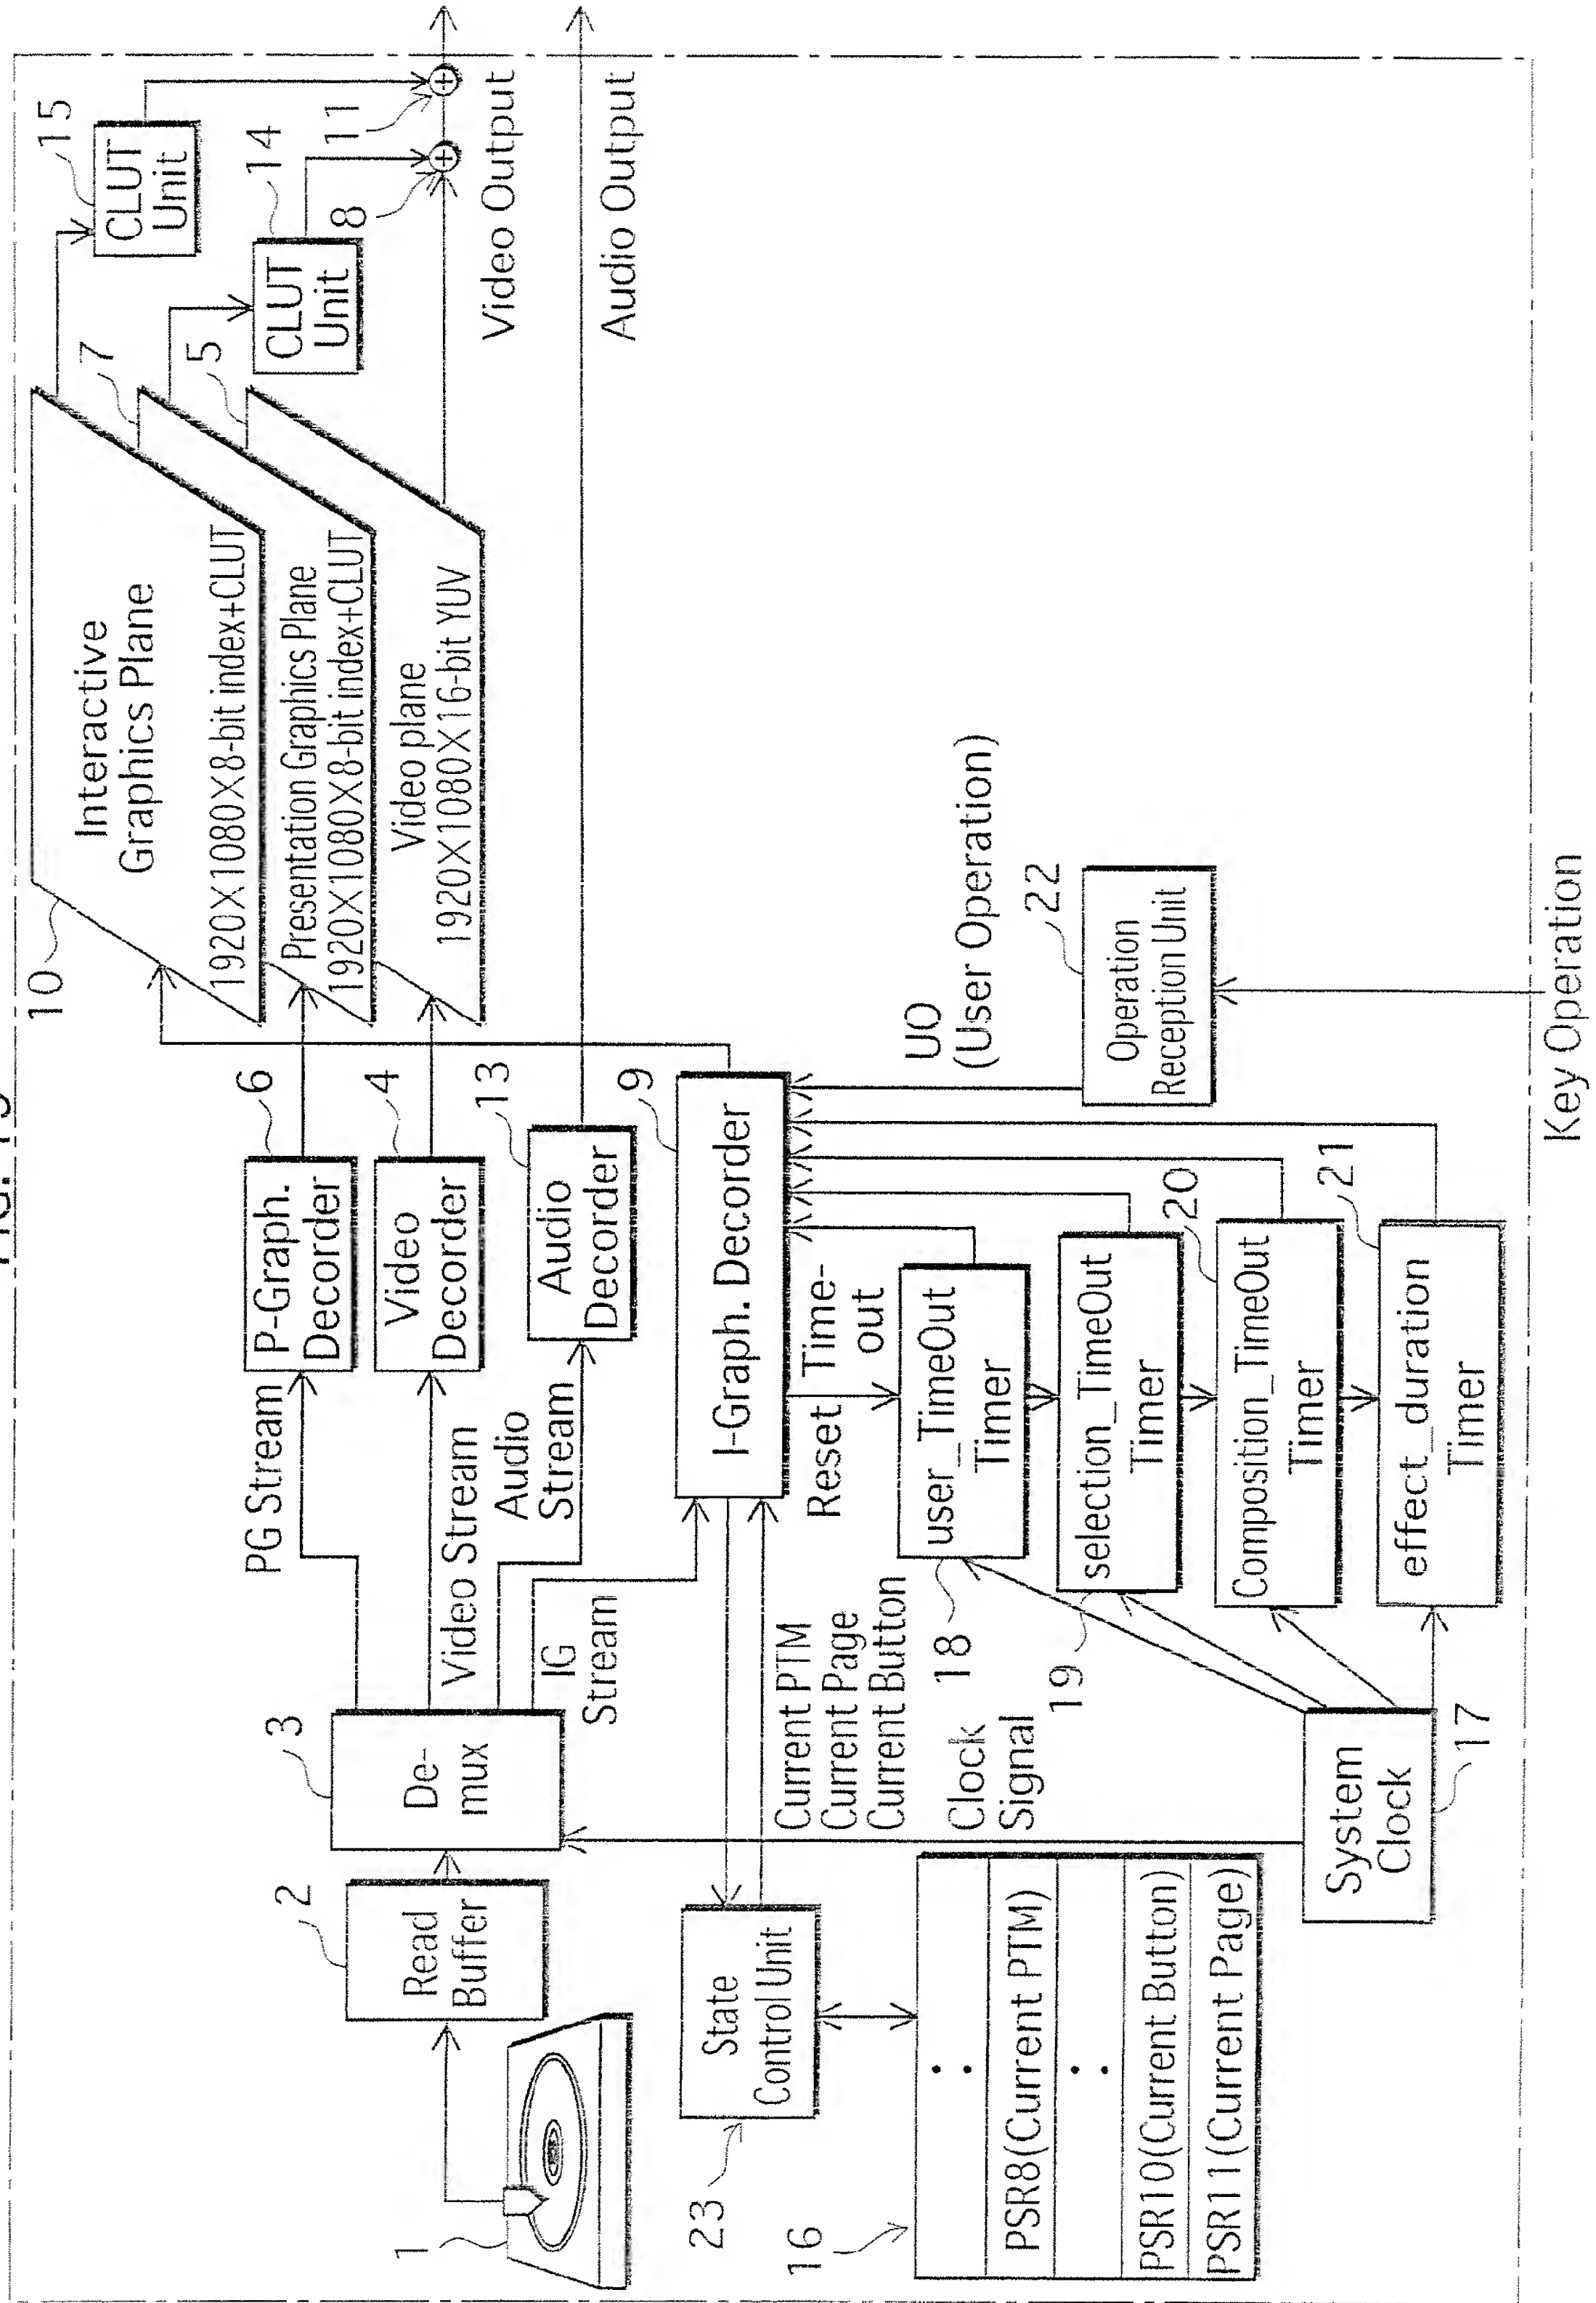 1
2
Read
Buffer
3
De-
mux
PG Stream
Video Stream
Audio
Stream
IG
Stream
P-Graph.
Decorder
6
Video
Decorder
4
Audio
Decorder
13
I-Graph. Decorder
9
10
Interactive
Graphics Plane
1920X1080X8-bit index+CLUT
7
Presentation Graphics Plane
1920X1080X8-bit index+CLUT
5
Video plane
1920X1080X16-bit YUV
CLUT
Unit
15
CLUT
Unit
14
11
8
Video Output
Audio Output
23
State
Control Unit
Current PTM
Current Page
Current Button
16
PSR8(Current PTM)
PSR10(Current Button)
PSR11(Current Page)
Clock
Signal
System
Clock
17
Reset
Time-
out
user_TimeOut
Timer
18
selection_TimeOut
Timer
19
Composition_TimeOut
Timer
20
effect_duration
Timer
21
UO
(User Operation)
Operation
Reception Unit
22
Key Operation